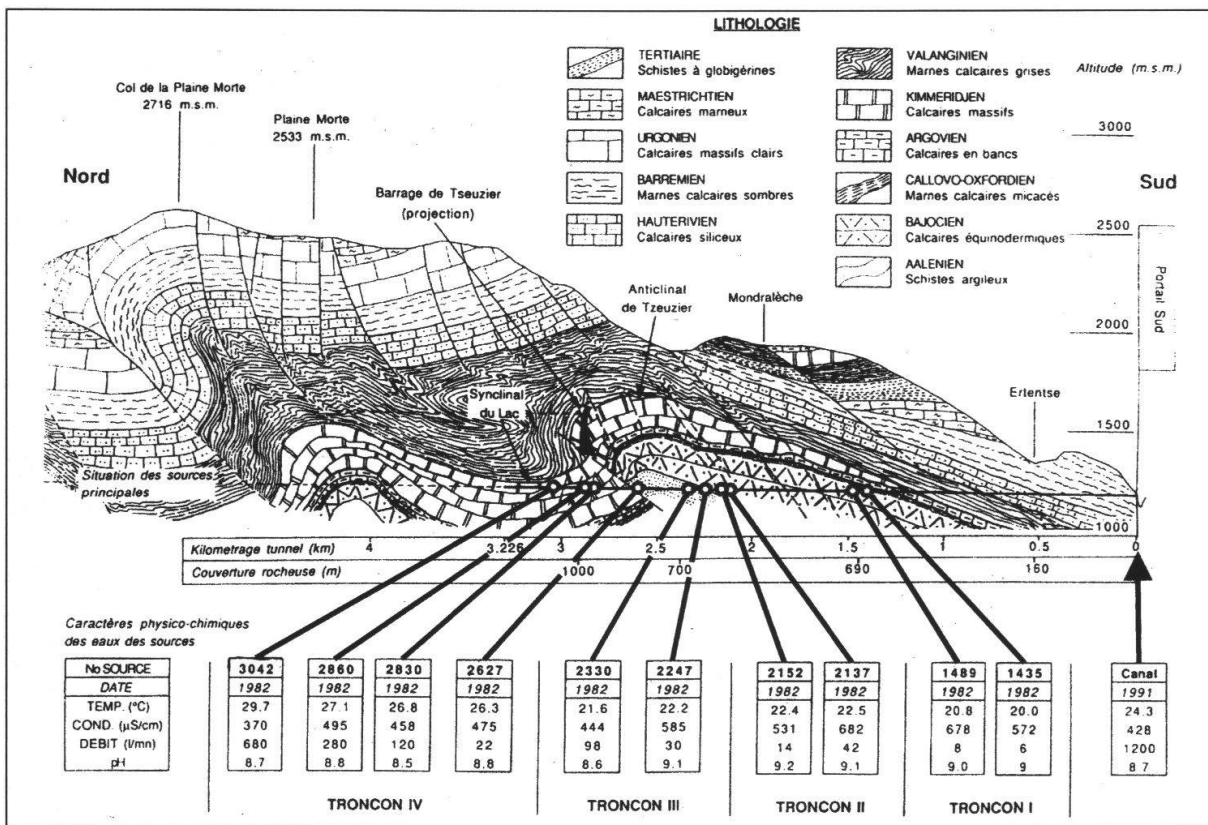 LITHOLOGIE
TERTIAIRE
Schistes à globigérines
MAESTRICHTIEN
Calcaires marneux
URGONIEN
Calcaires massifs clairs
BARREMIEN
Marnes calcaires sombres
HAUTERIVIEN
Calcaires siliceux
VALANGINIEN
Marnes calcaires grises
KIMMERIDJEN
Calcaires massifs
ARGOVIEN
Calcaires en bancs
CALLOVO-OXFORDIEN
Marnes calcaires micacés
BAJOCIEN
Calcaires équinodermiques
AALENIEN
Schistes argileux
Altitude (m.s.m.)
3000
2500
2000
1500
1000
Portail Sud
Nord
Sud
Col de la Plaine Morte
2716 m.s.m.
Plaine Morte
2533 m.s.m.
Barrage de Tseuzier
(projection)
Anticlinal
de Tzeuzier
Mondralèche
Ertentse
Synclinal
du Lac
Situation des sources
principales
Kilometrage tunnel (km) 4 3.226 3 2.5 2 1.5 1 0.5 0
Couverture rocheuse (m) 1000 700 690 160
Caractères physico-chimiques
des eaux des sources
No SOURCE 3042 2860 2830 2627 2330 2247 2152 2137 1489 1435 Canal
DATE 1982 1982 1982 1982 1982 1982 1982 1982 1982 1982 1991
TEMP. (°C) 29.7 27.1 26.8 26.3 21.6 22.2 22.4 22.5 20.8 20.0 24.3
COND. (µS/cm) 370 495 458 475 444 585 531 682 678 572 428
DEBIT (l/mn) 680 280 120 22 98 30 14 42 8 6 1200
pH 8.7 8.8 8.5 8.8 8.6 9.1 9.2 9.1 9.0 9 8.7
TRONCON IV TRONCON III TRONCON II TRONCON I